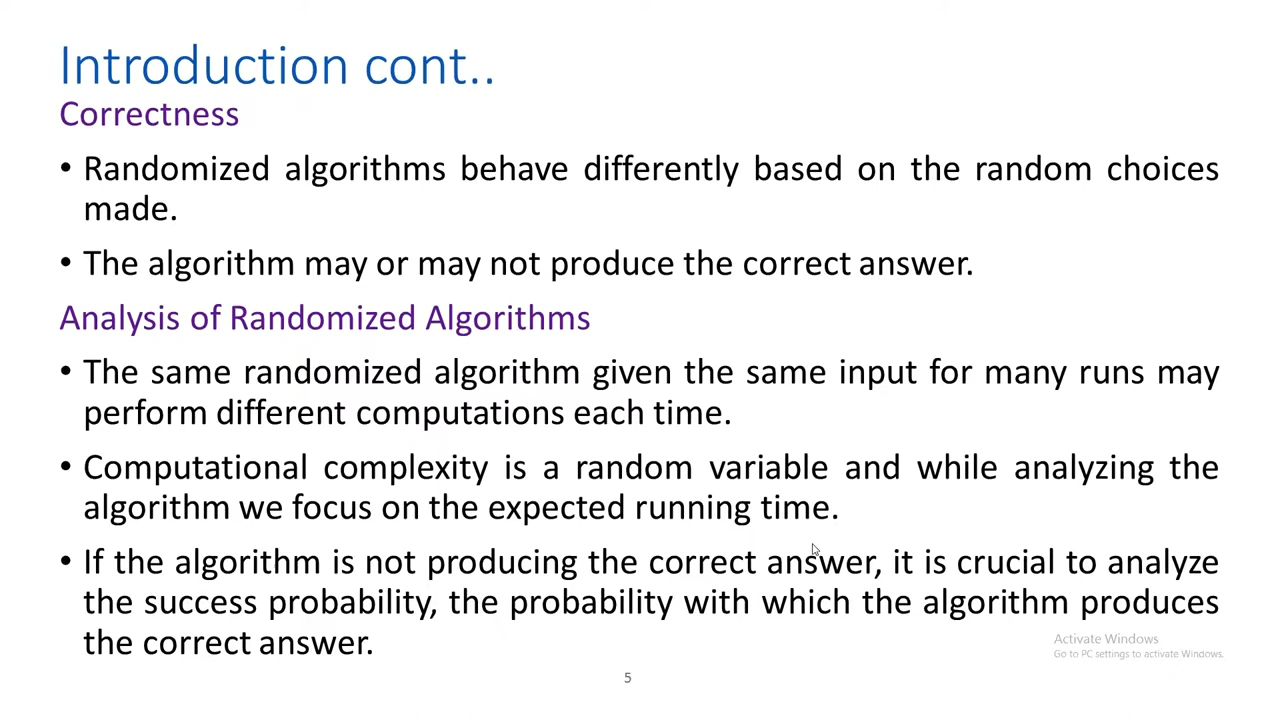 Introduction cont..
Correctness
• Randomized algorithms behave differently based on the random choices
made.
• The algorithm may or may not produce the correct answer.
Analysis of Randomized Algorithms
• The same randomized algorithm given the same input for many runs may
perform different computations each time.
• Computational complexity is a random variable and while analyzing the
algorithm we focus on the expected running time.
• If the algorithm is not producing the correct answer, it is crucial to analyze
the success probability, the probability with which the algorithm produces
the correct answer.
Activate Windows
Go to PC settings to activate Windows.
5